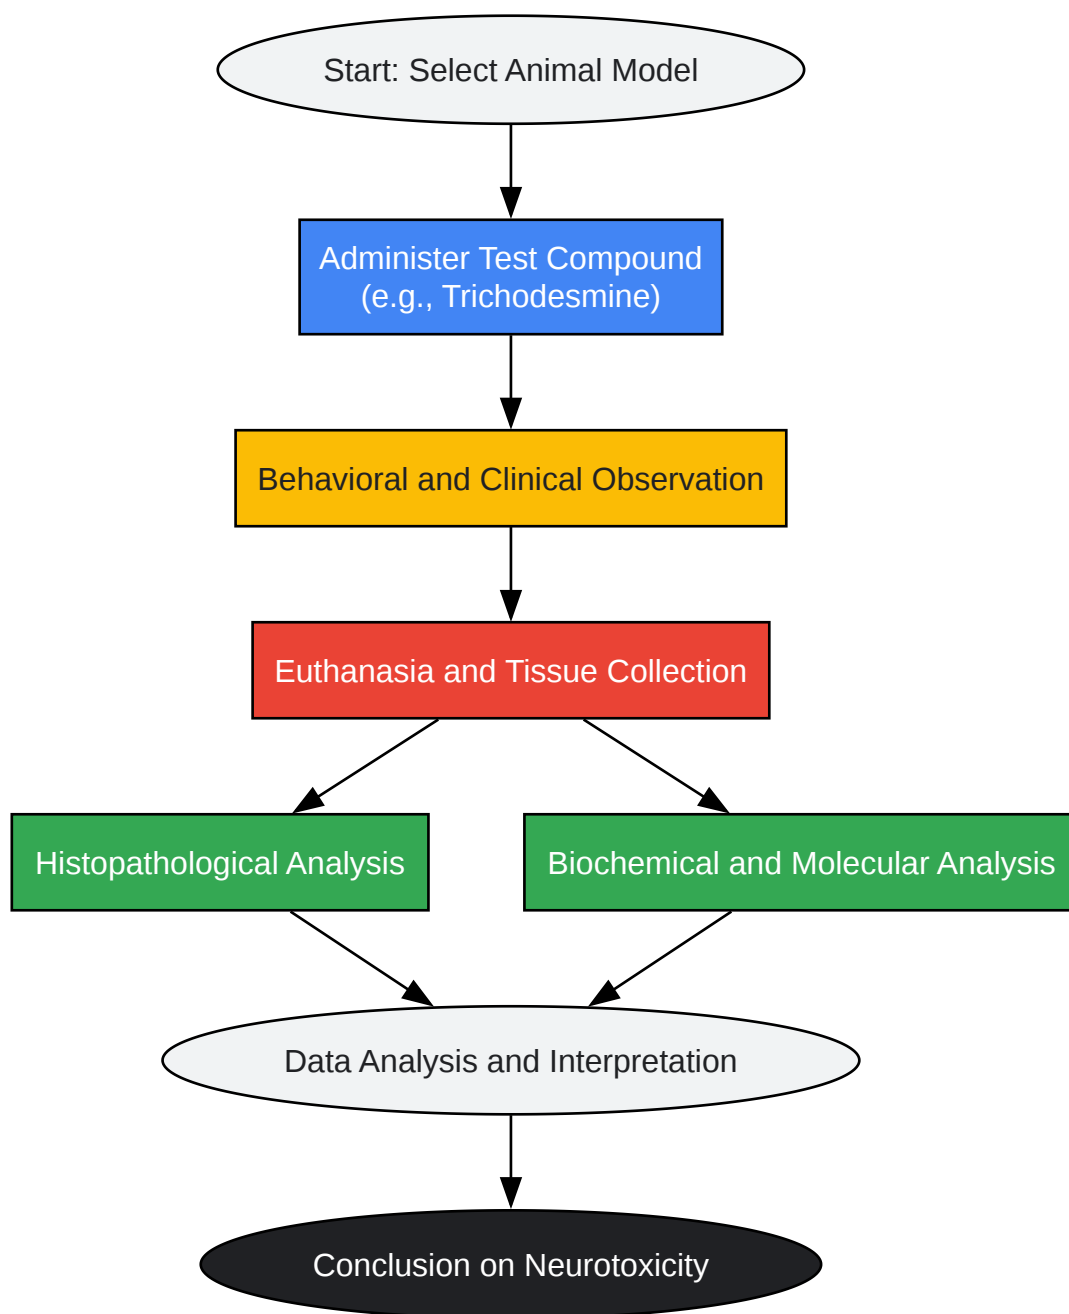 Start: Select Animal Model
Administer Test Compound
(e.g., Trichodesmine)
Behavioral and Clinical Observation
Euthanasia and Tissue Collection
Histopathological Analysis
Biochemical and Molecular Analysis
Data Analysis and Interpretation
Conclusion on Neurotoxicity